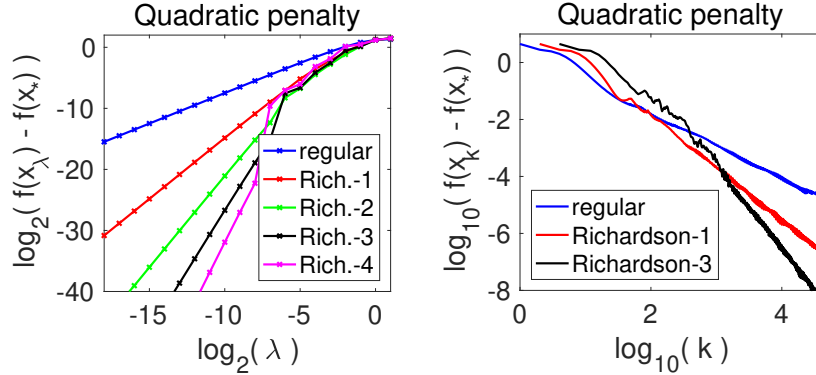 Quadratic penalty
log2( f(xλ) - f(x*) )
0
-10
-20
-30
-40
regular
Rich.-1
Rich.-2
Rich.-3
Rich.-4
-15
-10
-5
0
log2( λ )
Quadratic penalty
log10( f(xk) - f(x*) )
0
-2
-4
-6
-8
regular
Richardson-1
Richardson-3
2
4
log10( k )